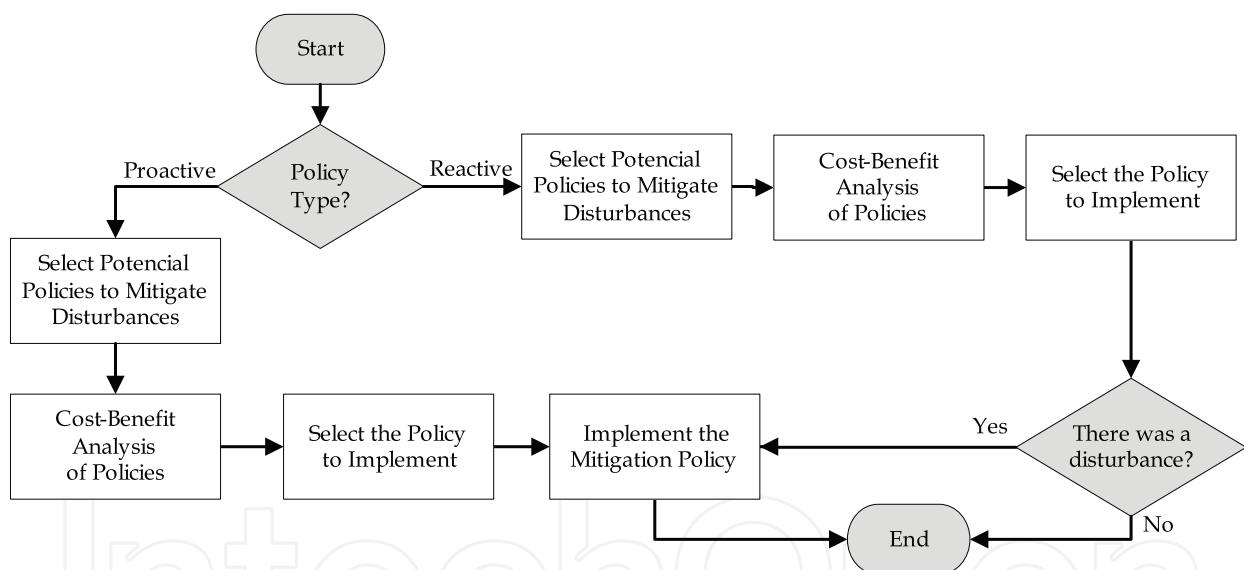 Start
Policy
Type?
Proactive
Reactive
Select Potencial
Policies to Mitigate
Disturbances
Cost-Benefit
Analysis
of Policies
Select the Policy
to Implement
Select Potencial
Policies to Mitigate
Disturbances
Cost-Benefit
Analysis
of Policies
Select the Policy
to Implement
Implement the
Mitigation Policy
Yes
There was a
disturbance?
No
End